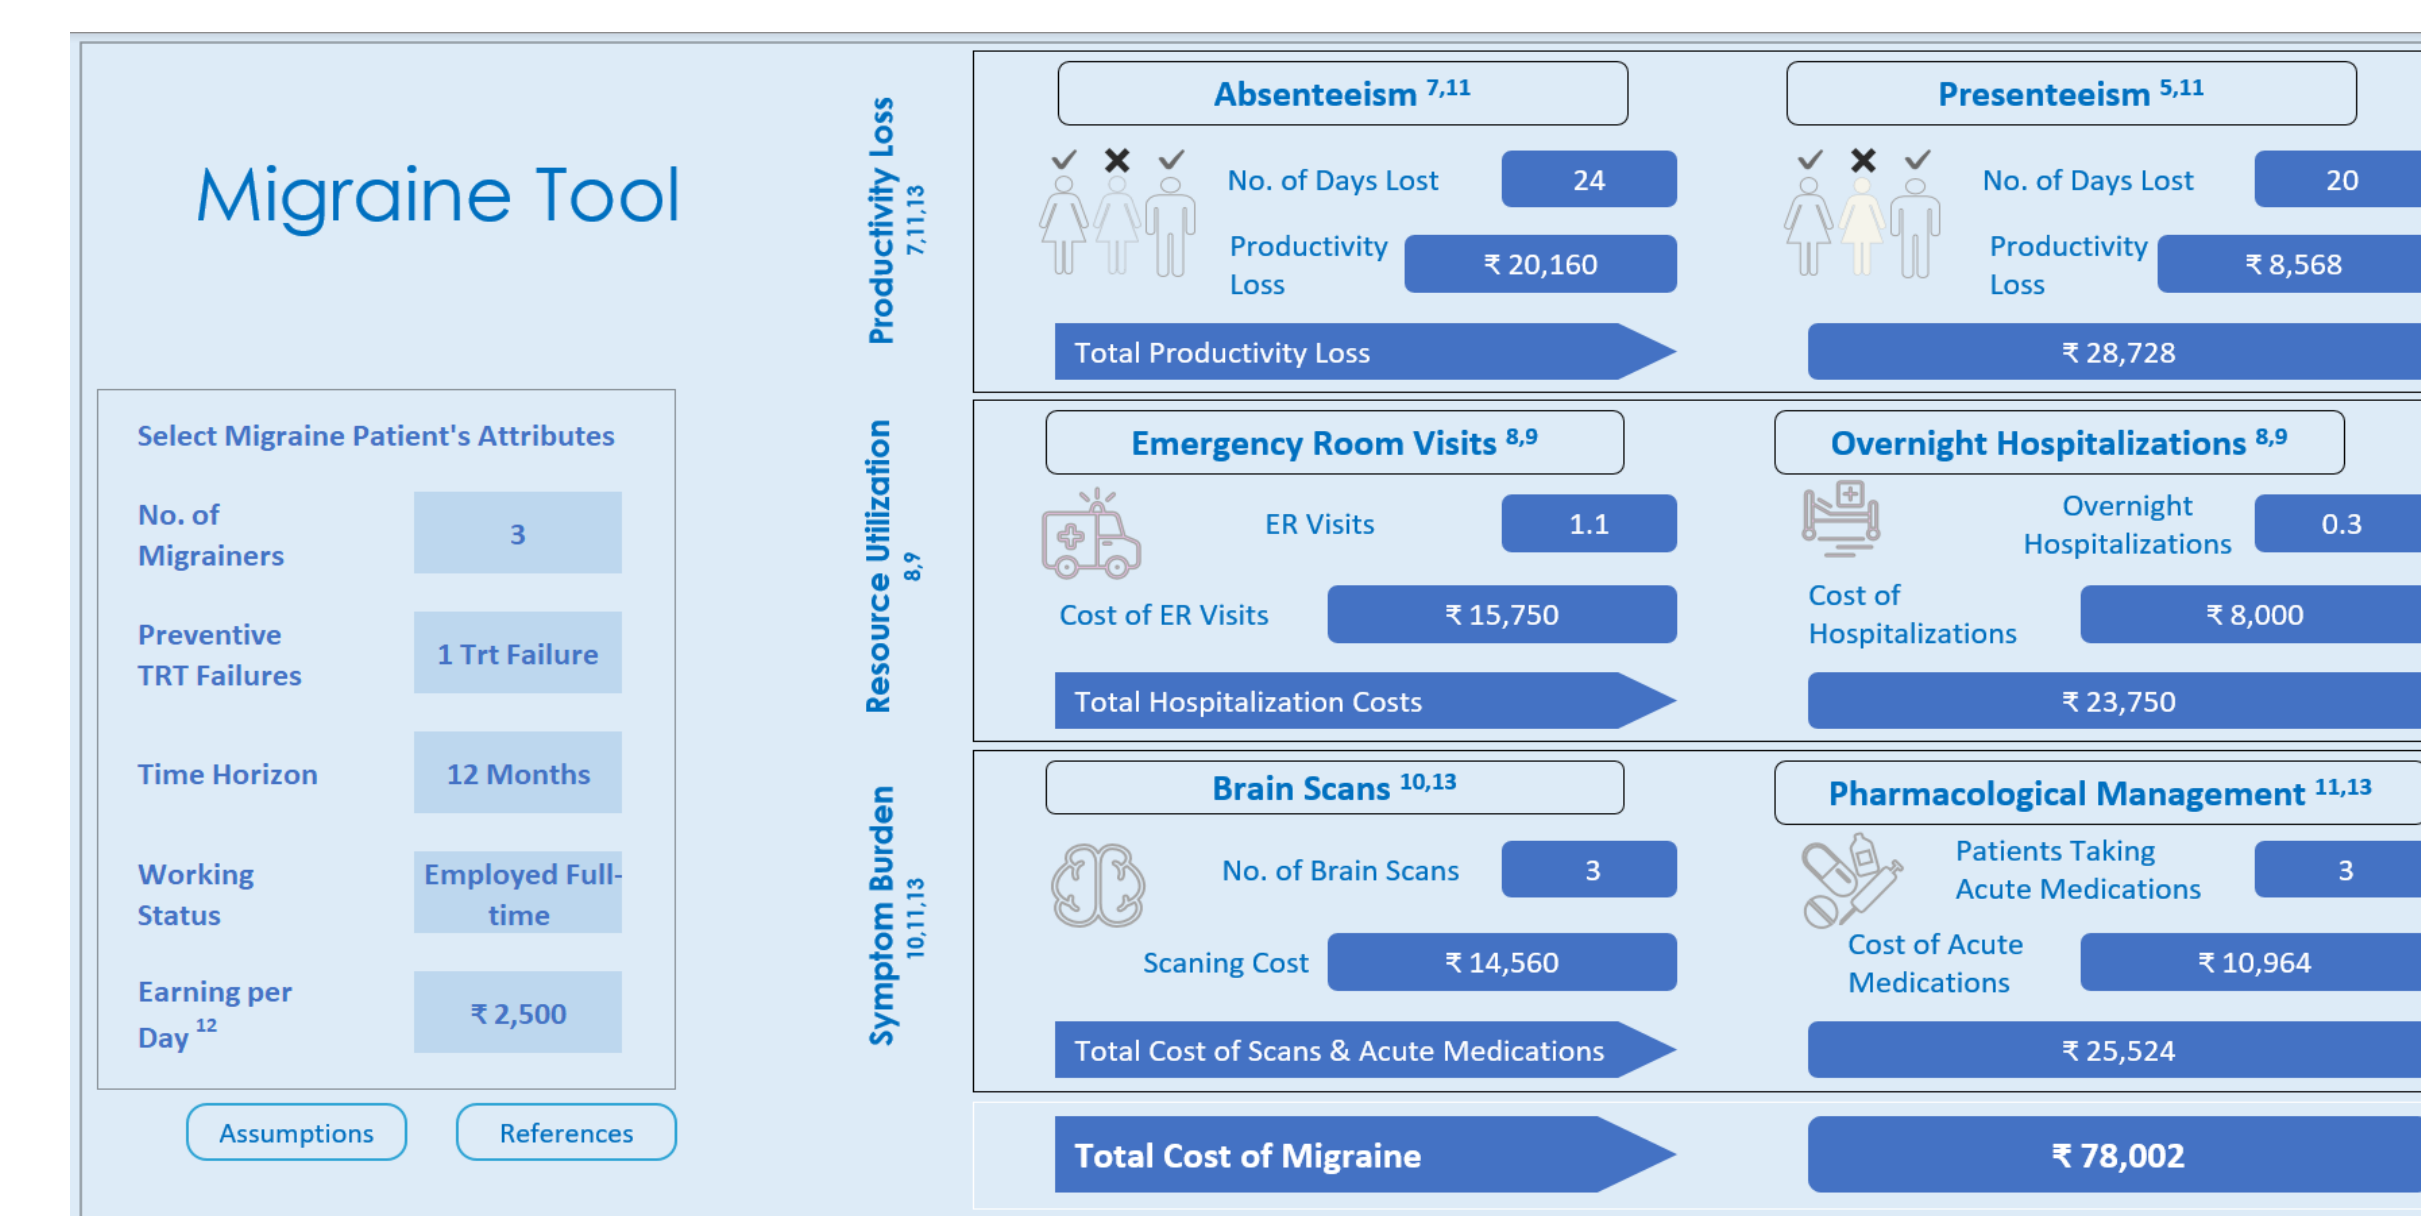 Migraine Tool
Select Migraine Patient's Attributes
No. of
Migrainers
3
Preventive
TRT Failures
1 Trt Failure
Time Horizon
12 Months
Working
Status
Employed Full-
time
Earning per
Day 12
₹ 2,500
Assumptions
References
Productivity Loss
7,11,13
Absenteeism 7,11
No. of Days Lost
24
Productivity
Loss
₹ 20,160
Presenteeism 5,11
No. of Days Lost
20
Productivity
Loss
₹ 8,568
Total Productivity Loss
₹ 28,728
Resource Utilization
8,9
Emergency Room Visits 8,9
ER Visits
1.1
Cost of ER Visits
₹ 15,750
Overnight Hospitalizations 8,9
Overnight
Hospitalizations
0.3
Cost of
Hospitalizations
₹ 8,000
Total Hospitalization Costs
₹ 23,750
Symptom Burden
10,11,13
Brain Scans 10,13
No. of Brain Scans
3
Scaning Cost
₹ 14,560
Pharmacological Management 11,13
Patients Taking
Acute Medications
3
Cost of Acute
Medications
₹ 10,964
Total Cost of Scans & Acute Medications
₹ 25,524
Total Cost of Migraine
₹ 78,002